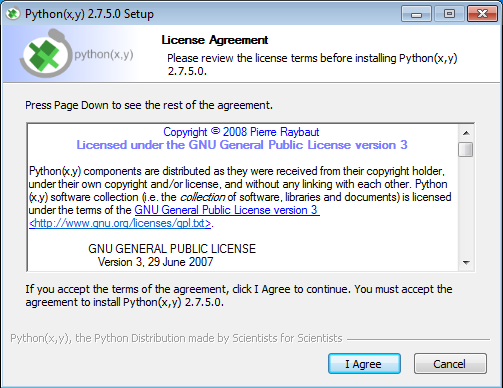 Python(x,y) 2.7.5.0 Setup
python(x,y)
License Agreement
Please review the license terms before installing Python(x,y)
2.7.5.0.
Press Page Down to see the rest of the agreement.
Copyright © 2008 Pierre Raybaut
Licensed under the GNU General Public License version 3
Python(x,y) components are distributed as they were received from their copyright holder,
under their own copyright and/or license, and without any linking with each other. Python
(x,y) software collection (i.e. the collection of software, libraries and documents) is licensed
under the terms of the GNU General Public License version 3
<http://www.gnu.org/licenses/gpl.txt>.
GNU GENERAL PUBLIC LICENSE
Version 3, 29 June 2007
If you accept the terms of the agreement, click I Agree to continue. You must accept the
agreement to install Python(x,y) 2.7.5.0.
Python(x,y), the Python Distribution made by Scientists for Scientists
I Agree
Cancel